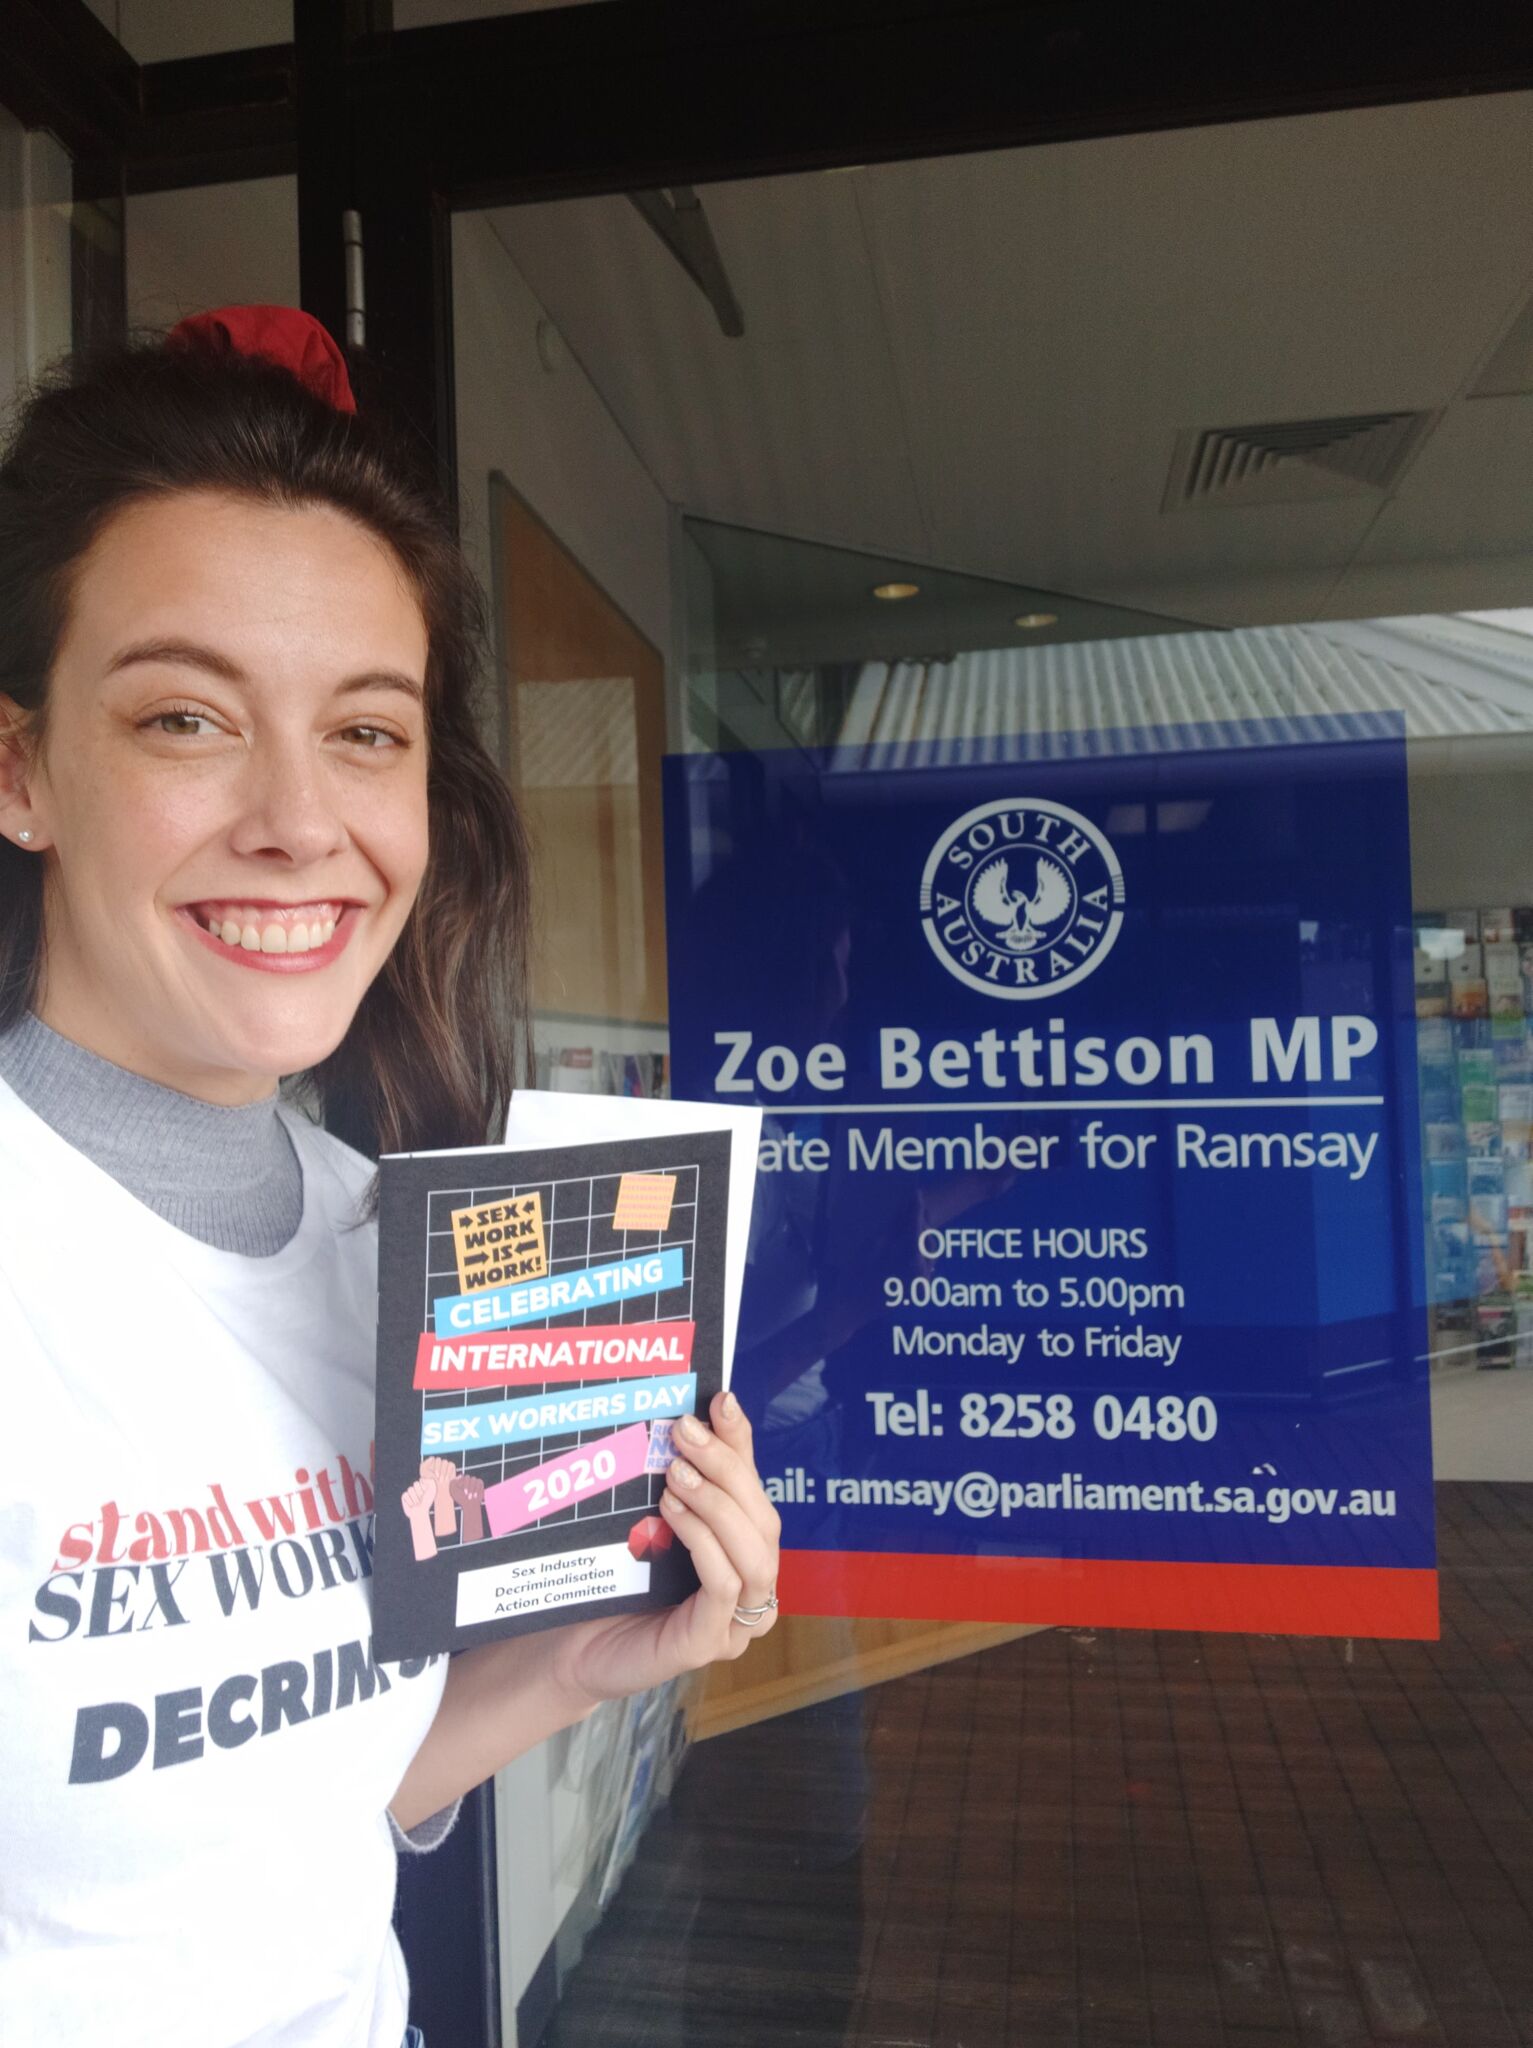 SOUTH
AUSTRALIA
Zoe Bettison MP
ate Member for Ramsay
OFFICE HOURS
9.00am to 5.00pm
Monday to Friday
Tel: 8258 0480
ail: ramsay@parliament.sa.gov.au
SEX
WORK
IS
WORK!
CELEBRATING
INTERNATIONAL
SEX WORKERS DAY
2020
Sex Industry
Decriminalisation
Action Committee
stand with
SEX WORK
DECRIM